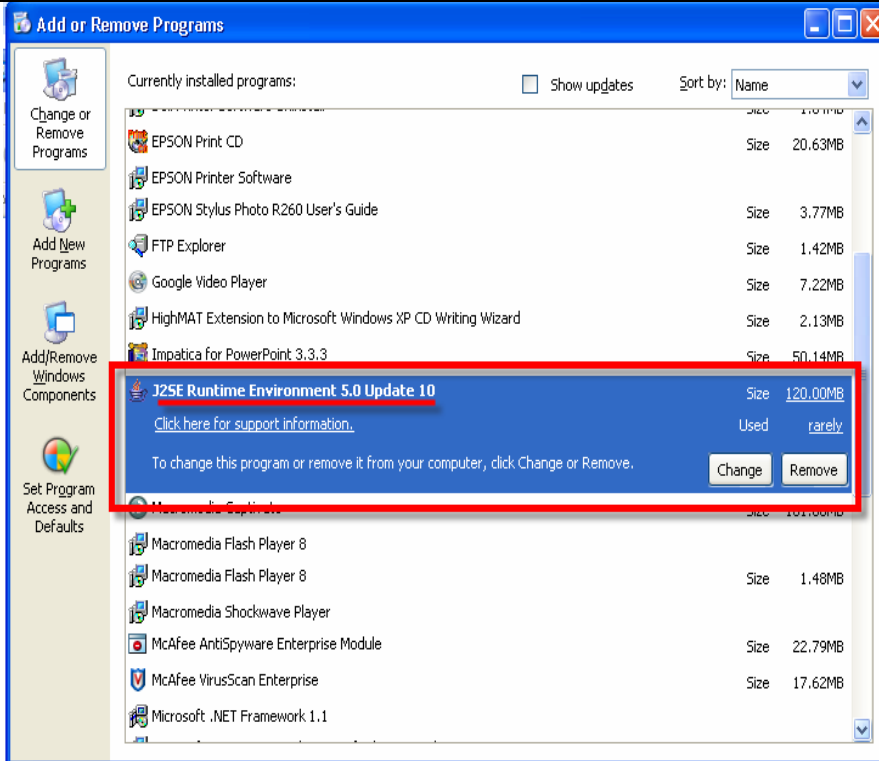 Add or Remove Programs
Change or
Remove
Programs
Add New
Programs
Add/Remove
Windows
Components
Set Program
Access and
Defaults
Currently installed programs:
Show updates
Sort by: Name
EPSON Print CD Size 20.63MB
EPSON Printer Software
EPSON Stylus Photo R260 User's Guide Size 3.77MB
FTP Explorer Size 1.42MB
Google Video Player Size 7.22MB
HighMAT Extension to Microsoft Windows XP CD Writing Wizard Size 2.13MB
Impatica for PowerPoint 3.3.3 Size 50.14MB
J2SE Runtime Environment 5.0 Update 10 Size 120.00MB
Click here for support information. Used rarely
To change this program or remove it from your computer, click Change or Remove. Change Remove
Macromedia Captivate Size
Macromedia Flash Player 8
Macromedia Flash Player 8 Size 1.48MB
Macromedia Shockwave Player
McAfee AntiSpyware Enterprise Module Size 22.79MB
McAfee VirusScan Enterprise Size 17.62MB
Microsoft .NET Framework 1.1